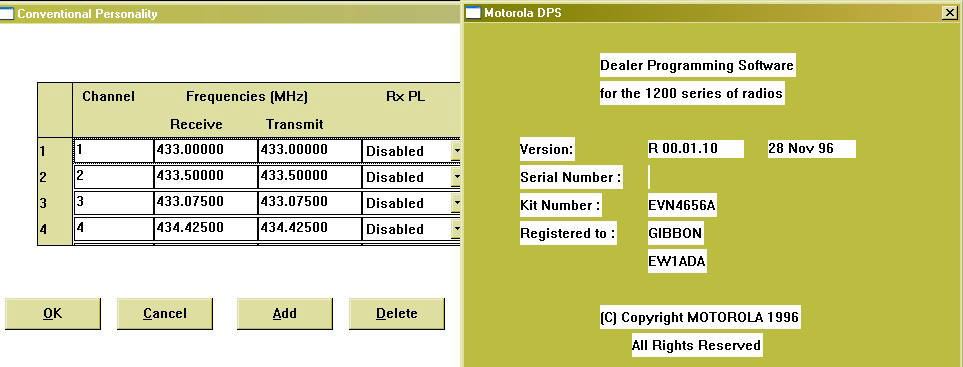 Conventional Personality
Channel Frequencies (MHz) Rx PL
Receive Transmit
1 1 433.00000 433.00000 Disabled
2 2 433.50000 433.50000 Disabled
3 3 433.07500 433.07500 Disabled
4 4 434.42500 434.42500 Disabled
OK Cancel Add Delete
Motorola DPS
Dealer Programming Software
for the 1200 series of radios
Version: R 00.01.10 28 Nov 96
Serial Number :
Kit Number : EVN4656A
Registered to : GIBBON
EW1ADA
(C) Copyright MOTOROLA 1996
All Rights Reserved